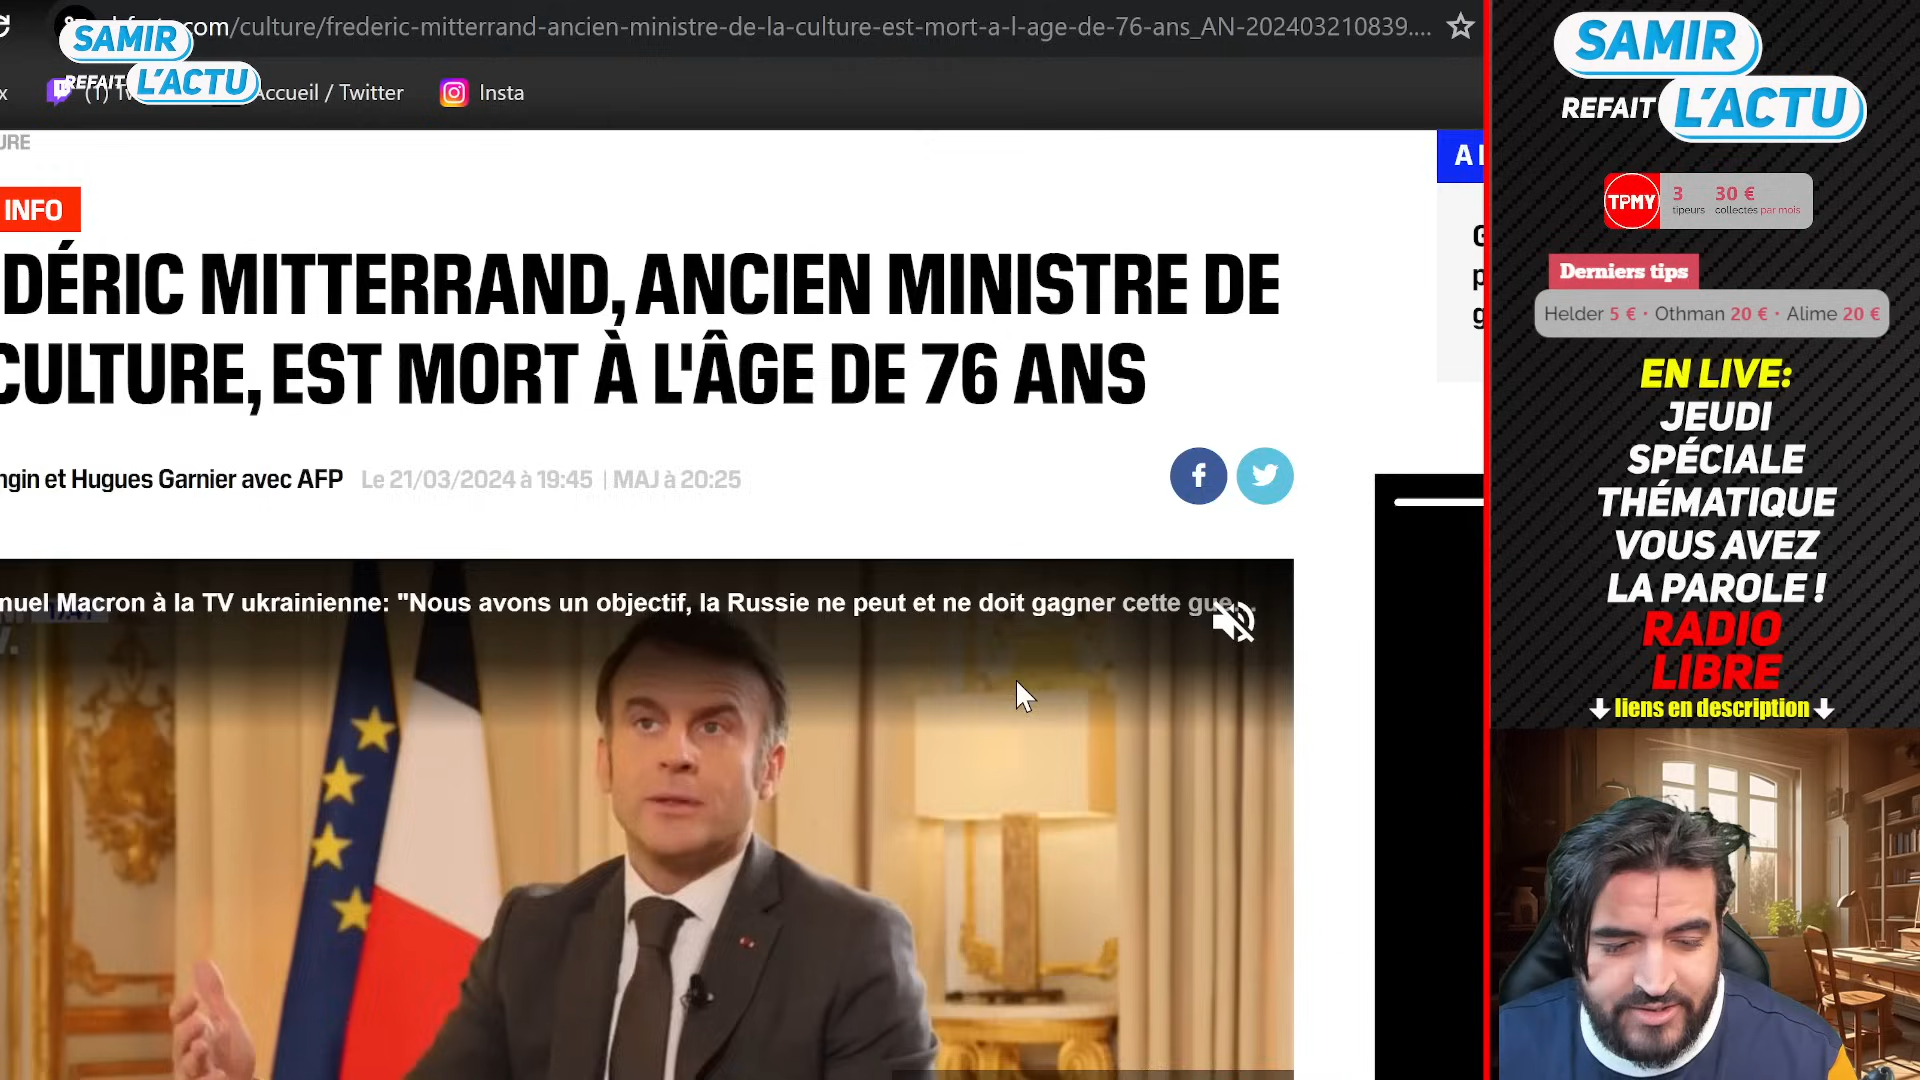 com/culture/frederic-mitterrand-ancien-ministre-de-la-culture-est-mort-a-l-age-de-76-ans_AN-202403210839....
SAMIR
REFAIT L'ACTU
(1)
Accueil / Twitter
Insta
URE
INFO
DÉRIC MITTERRAND, ANCIEN MINISTRE DE
CULTURE, EST MORT À L'ÂGE DE 76 ANS
ngin et Hugues Garnier avec AFP Le 21/03/2024 à 19:45 | MAJ à 20:25
nuel Macron à la TV ukrainienne: "Nous avons un objectif, la Russie ne peut et ne doit gagner cette gue...
A
SAMIR
REFAIT L'ACTU
TPMY
3 30 €
tipeurs collectés par mois
Derniers tips
Helder 5 € · Othman 20 € · Alime 20 €
EN LIVE:
JEUDI
SPÉCIALE
THÉMATIQUE
VOUS AVEZ
LA PAROLE !
RADIO
LIBRE
liens en description